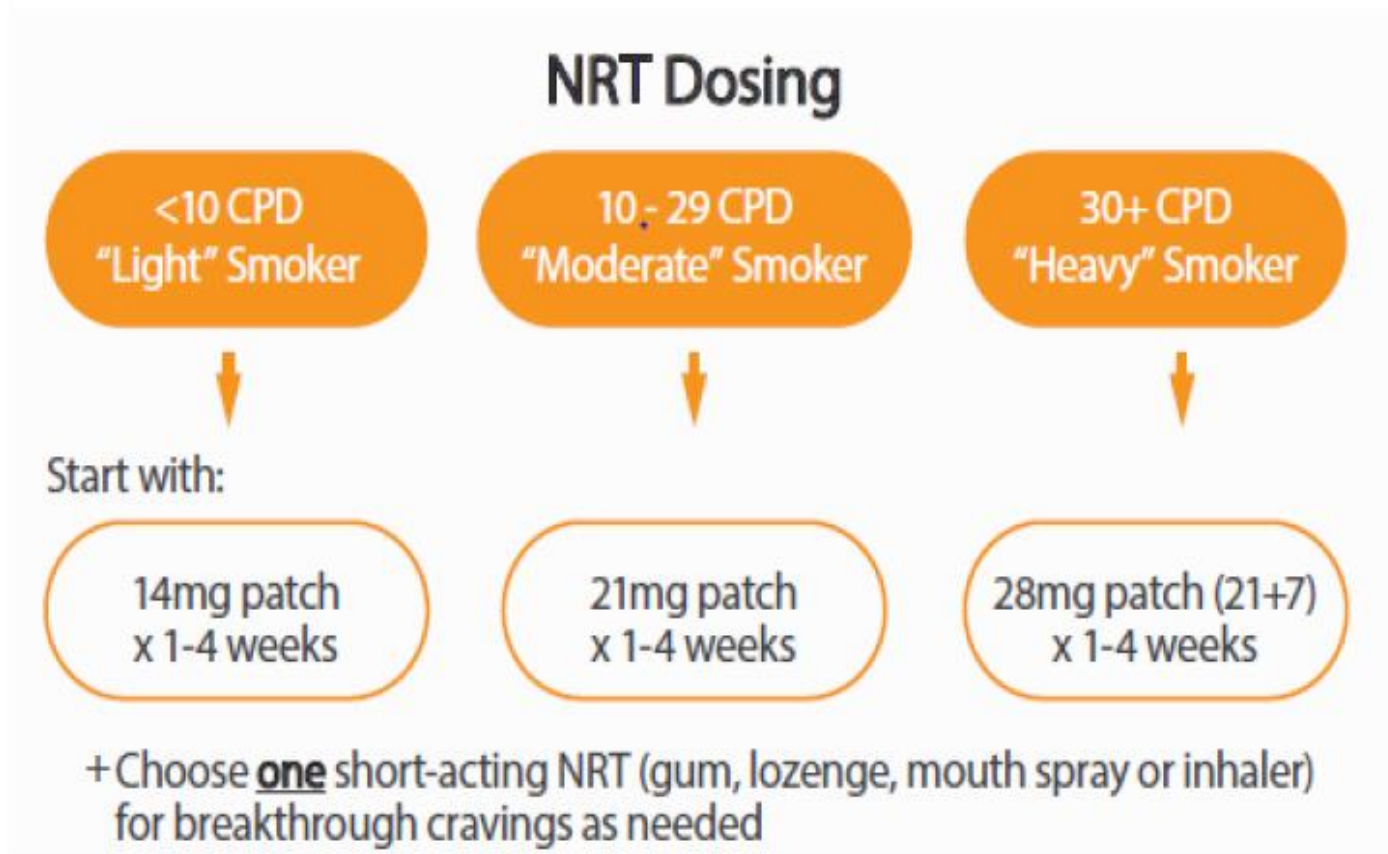 NRT Dosing
<10 CPD
“Light” Smoker
10 - 29 CPD
“Moderate” Smoker
30+ CPD
“Heavy” Smoker
Start with:
14mg patch
x 1-4 weeks
21mg patch
x 1-4 weeks
28mg patch (21+7)
x 1-4 weeks
+ Choose one short-acting NRT (gum, lozenge, mouth spray or inhaler)
for breakthrough cravings as needed